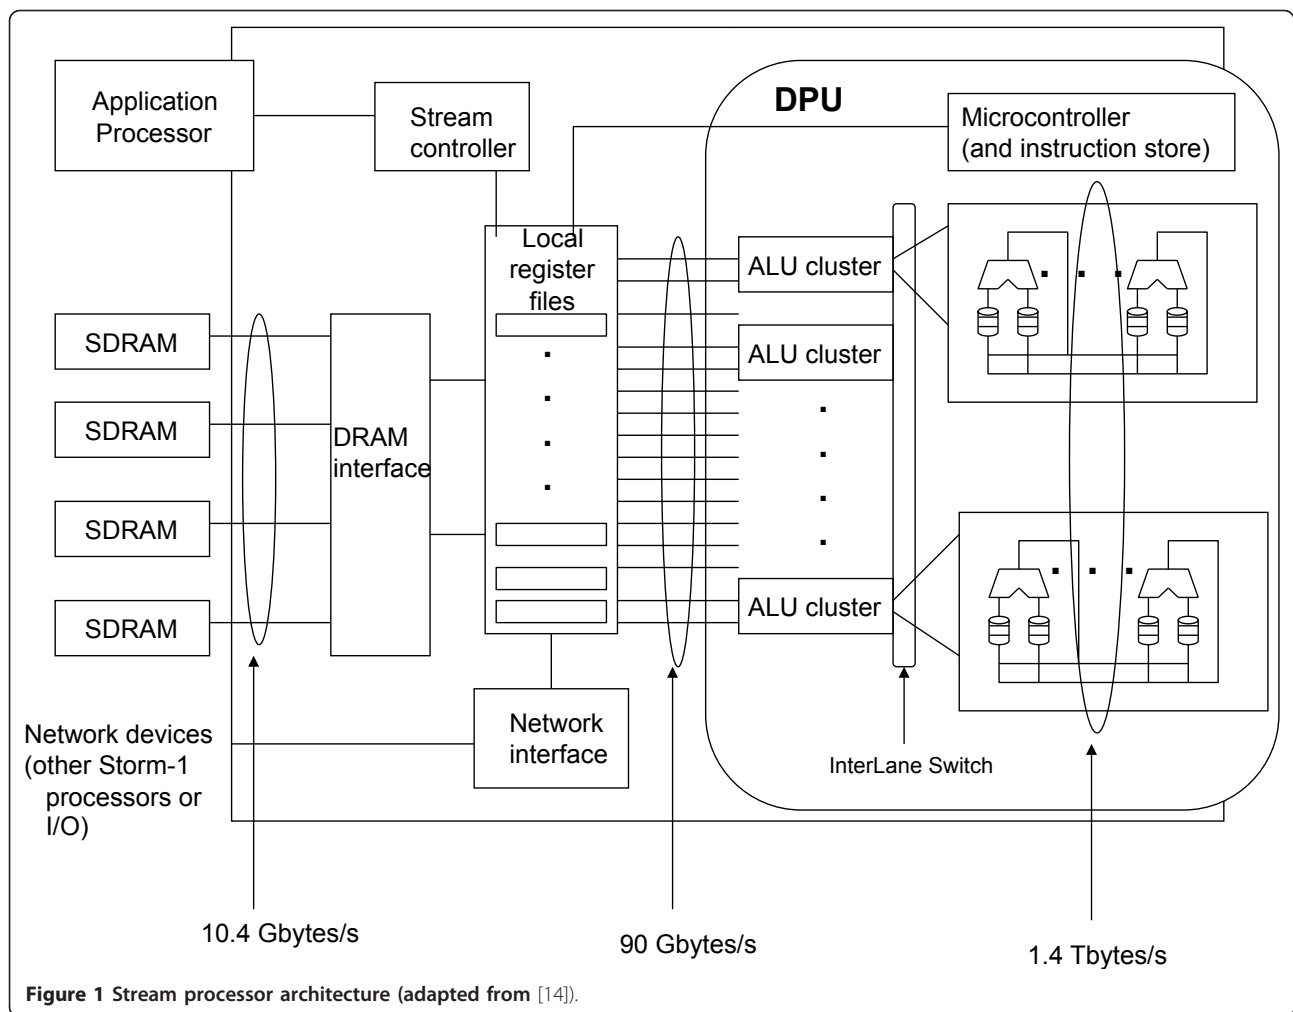 Application
Processor
Stream
controller
DPU
Microcontroller
(and instruction store)
Local
register
files
ALU cluster
ALU cluster
ALU cluster
SDRAM
SDRAM
SDRAM
SDRAM
DRAM
interface
Network
interface
InterLane Switch
Network devices
(other Storm-1
processors or
I/O)
10.4 Gbytes/s
90 Gbytes/s
1.4 Tbytes/s
Figure 1 Stream processor architecture (adapted from [14]).